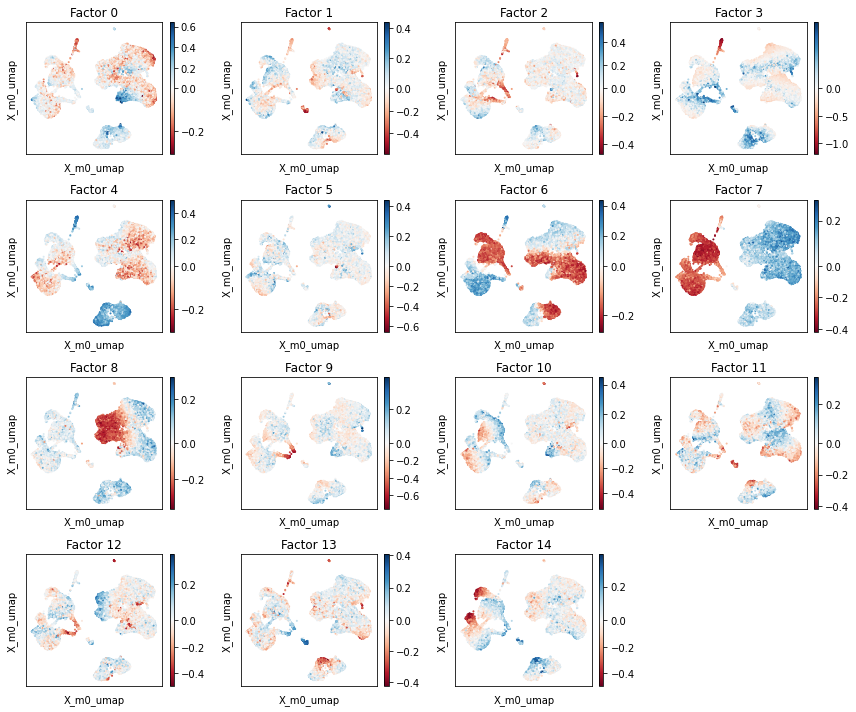 Factor 0
X_m0_umap
X_m0_umap
0.6
0.4
0.2
0.0
−0.2
Factor 1
X_m0_umap
X_m0_umap
0.4
0.2
0.0
−0.2
−0.4
Factor 2
X_m0_umap
X_m0_umap
0.4
0.2
0.0
−0.2
−0.4
Factor 3
X_m0_umap
X_m0_umap
0.0
−0.5
−1.0
Factor 4
X_m0_umap
X_m0_umap
0.4
0.2
0.0
−0.2
Factor 5
X_m0_umap
X_m0_umap
0.4
0.2
0.0
−0.2
−0.4
−0.6
Factor 6
X_m0_umap
X_m0_umap
0.4
0.2
0.0
−0.2
Factor 7
X_m0_umap
X_m0_umap
0.2
0.0
−0.2
−0.4
Factor 8
X_m0_umap
X_m0_umap
0.2
0.0
−0.2
Factor 9
X_m0_umap
X_m0_umap
0.2
0.0
−0.2
−0.4
−0.6
Factor 10
X_m0_umap
X_m0_umap
0.4
0.2
0.0
−0.2
−0.4
Factor 11
X_m0_umap
X_m0_umap
0.2
0.0
−0.2
−0.4
Factor 12
X_m0_umap
X_m0_umap
0.2
0.0
−0.2
−0.4
Factor 13
X_m0_umap
X_m0_umap
0.4
0.2
0.0
−0.2
−0.4
Factor 14
X_m0_umap
X_m0_umap
0.2
0.0
−0.2
−0.4